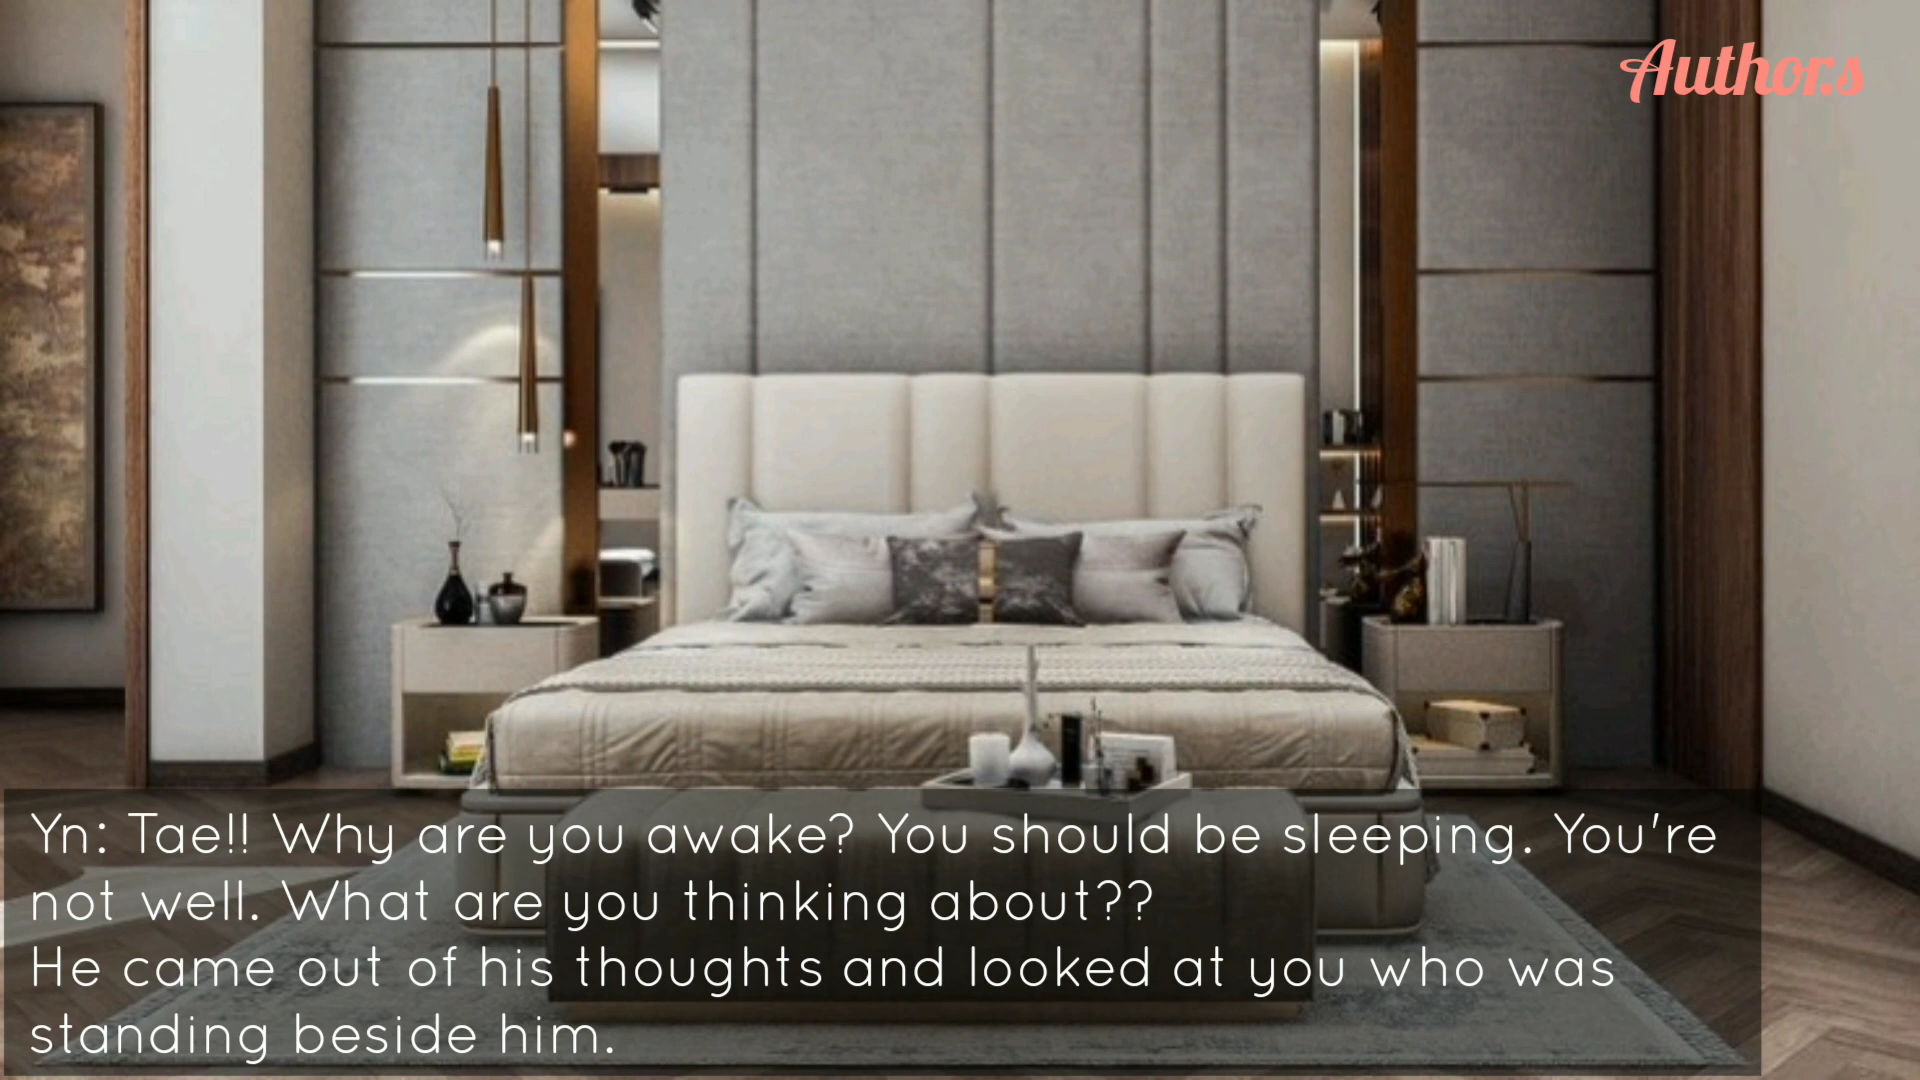 Author.s
Yn: Tae!! Why are you awake? You should be sleeping. You're
not well. What are you thinking about??
He came out of his thoughts and looked at you who was
standing beside him.